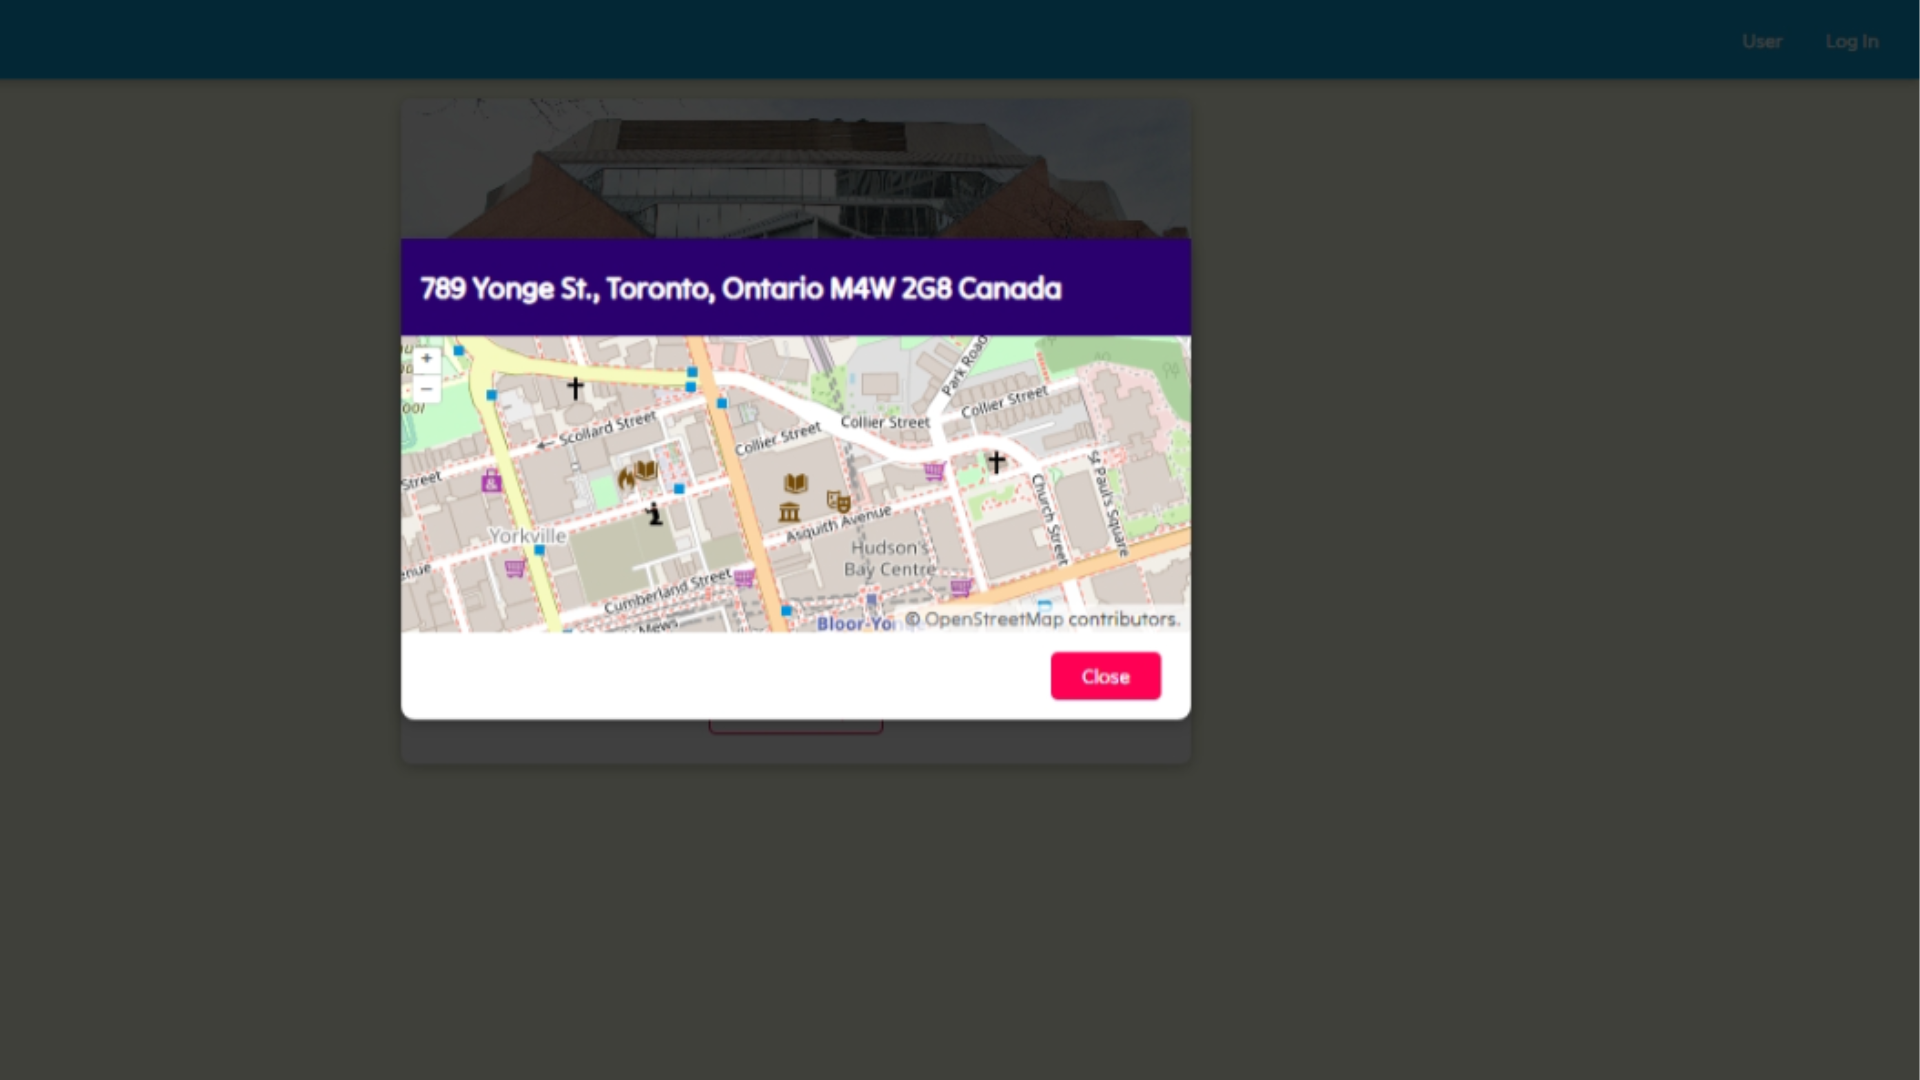 User Log In
789 Yonge St., Toronto, Ontario M4W 2G8 Canada
+
−
Park Road
Collier Street
Collier Street
Collier Street
Scollard Street
Street
St Paul's Square
Church Street
Asquith Avenue
Yorkville
Hudson's
Bay Centre
Cumberland Street
Mews
© OpenStreetMap contributors.
Close